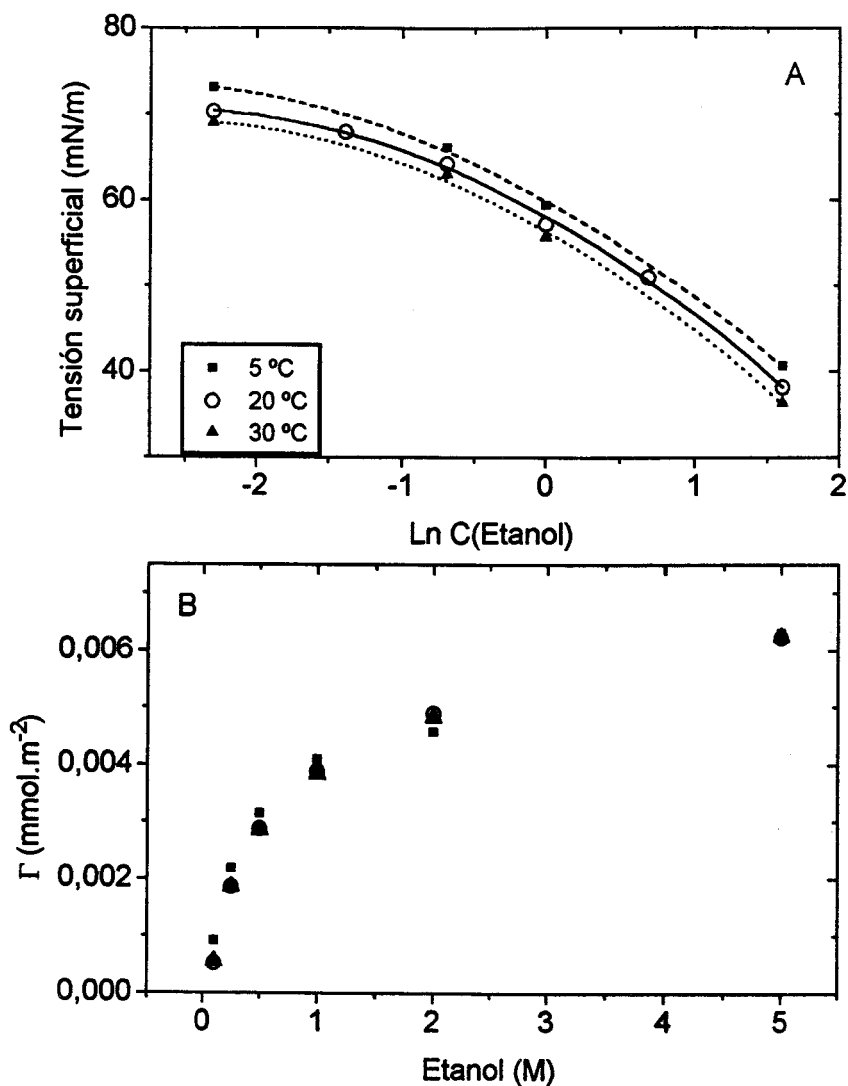 80
A
60
40
Tensión superficial (mN/m)
5 ºC
20 ºC
30 ºC
-2 -1 0 1 2
Ln C(Etanol)
B
0,006
0,004
0,002
0,000
Γ (mmol.m-2)
0 1 2 3 4 5
Etanol (M)